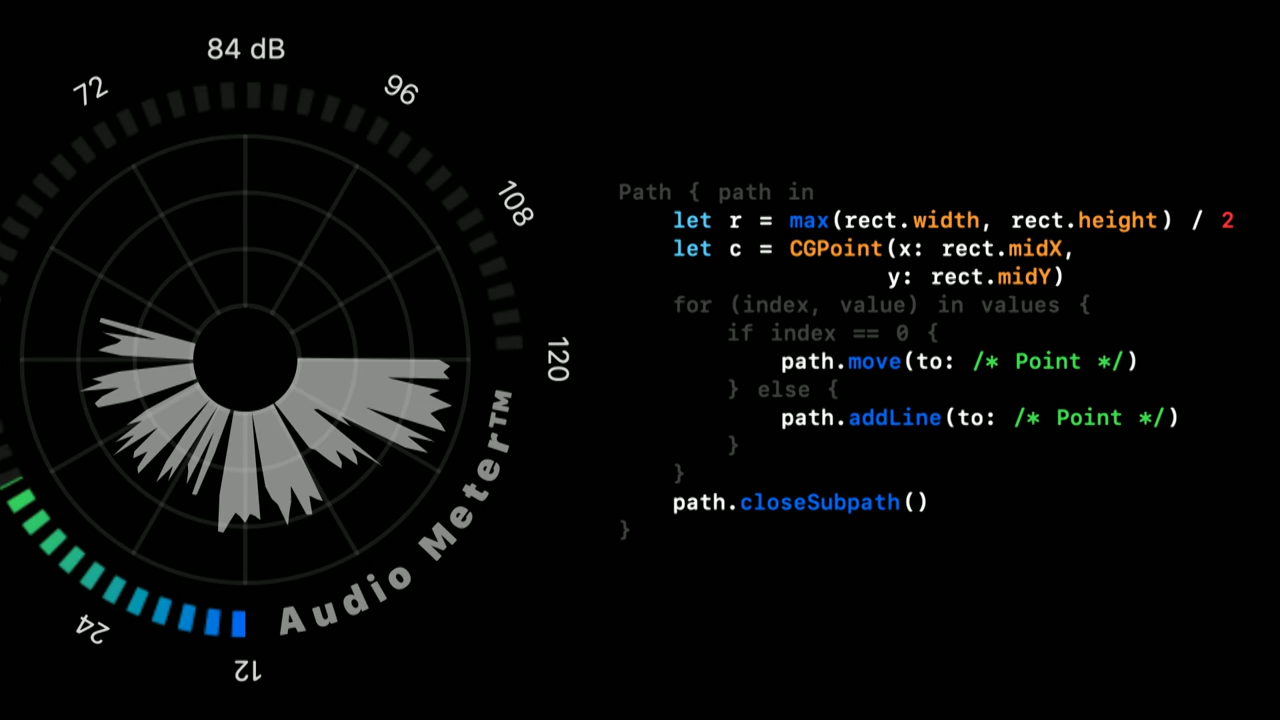 84 dB
72
96
108
120
24
12
Audio Meter™
Path { path in
    let r = max(rect.width, rect.height) / 2
    let c = CGPoint(x: rect.midX,
                    y: rect.midY)
    for (index, value) in values {
        if index == 0 {
            path.move(to: /* Point */)
        } else {
            path.addLine(to: /* Point */)
        }
    }
    path.closeSubpath()
}